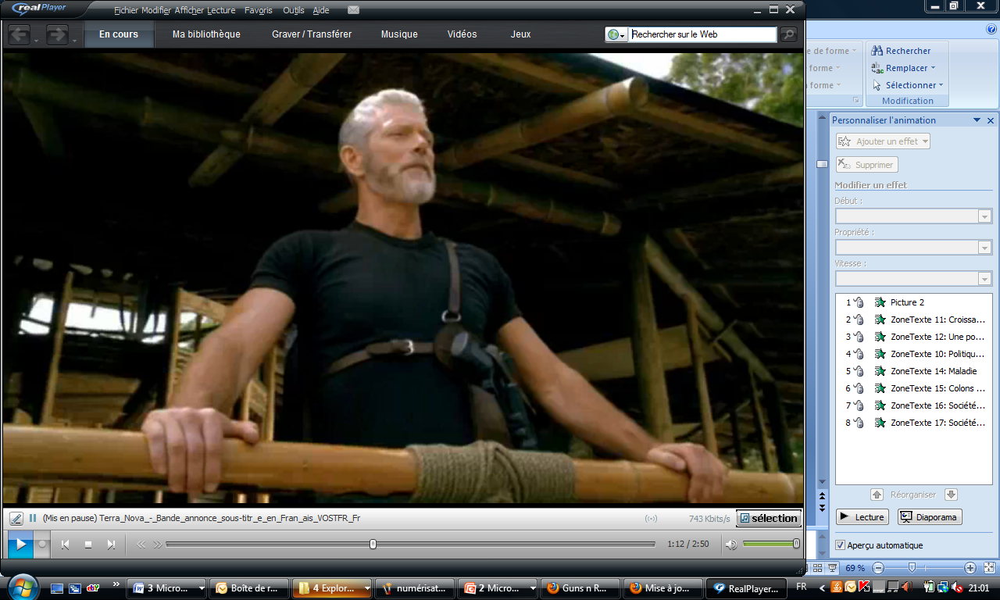 real Player
Fichier Modifier Afficher Lecture Favoris Outils Aide
En cours
Ma bibliothèque
Graver / Transférer
Musique
Vidéos
Jeux
Rechercher sur le Web
e de forme
forme
forme
Rechercher
Remplacer
Sélectionner
Modification
Personnaliser l'animation
Ajouter un effet
Supprimer
Modifier un effet
Début :
Propriété :
Vitesse :
1 Picture 2
2 ZoneTexte 11: Croissa...
3 ZoneTexte 12: Une po...
4 ZoneTexte 10: Politiqu...
5 ZoneTexte 14: Maladie
6 ZoneTexte 15: Colons ...
7 ZoneTexte 16: Société...
8 ZoneTexte 17: Société...
Réorganiser
Lecture
Diaporama
Aperçu automatique
69 %
(Mis en pause) Terra_Nova_-_Bande_annonce_sous-titr_e_en_Fran_ais_VOSTFR_Fr
743 Kbits/s
sélection
1:12 / 2:50
3 Micro...
Boîte de r...
4 Explor...
numérisat...
2 Micro...
Guns n R...
Mise à jo...
RealPlayer...
FR
21:01